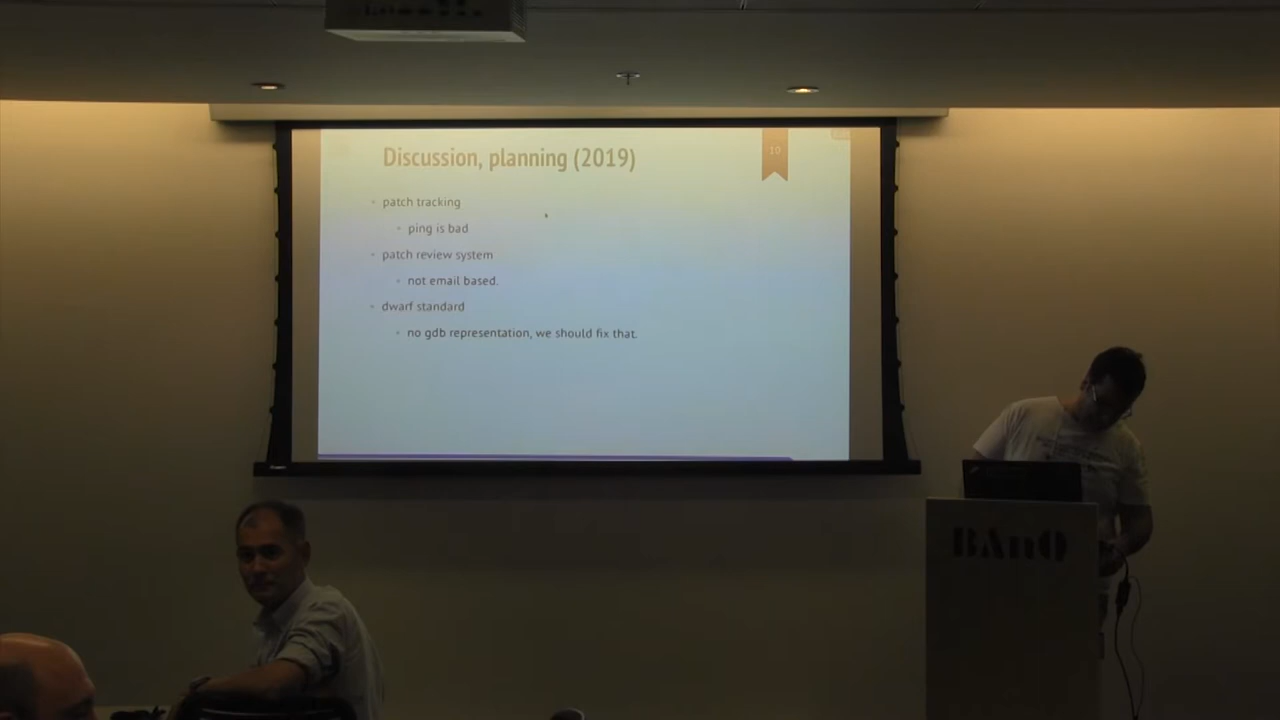 Discussion, planning (2019)
10
patch tracking
ping is bad
patch review system
not email based.
dwarf standard
no gdb representation, we should fix that.
BAnQ